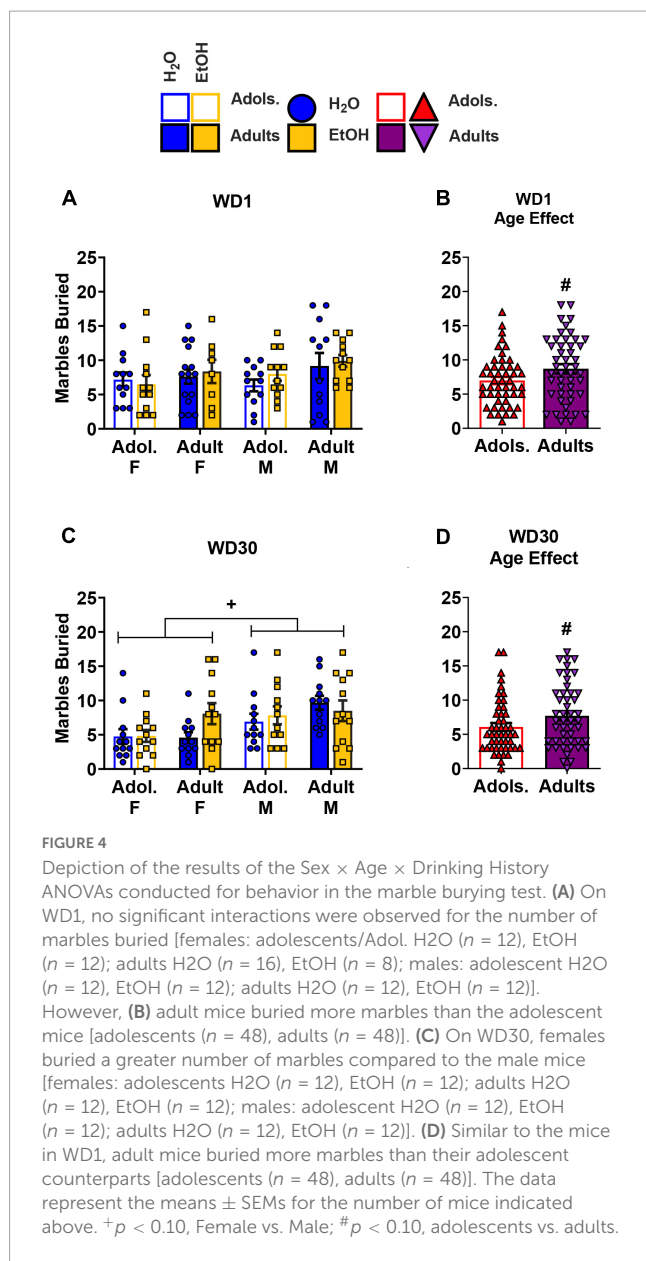 H2O EtOH
Adols. H2O Adols.
Adults EtOH Adults
A WD1
Marbles Buried
25
20
15
10
5
0
Adol. Adult Adol. Adult
F F M M
B WD1
Age Effect
#
25
20
15
10
5
0
Adols. Adults
C WD30
+
Marbles Buried
25
20
15
10
5
0
Adol. Adult Adol. Adult
F F M M
D WD30
Age Effect
#
25
20
15
10
5
0
Adols. Adults
FIGURE 4
Depiction of the results of the Sex × Age × Drinking History
ANOVAs conducted for behavior in the marble burying test. (A) On
WD1, no significant interactions were observed for the number of
marbles buried [females: adolescents/Adol. H2O (n = 12), EtOH
(n = 12); adults H2O (n = 16), EtOH (n = 8); males: adolescent H2O
(n = 12), EtOH (n = 12); adults H2O (n = 12), EtOH (n = 12)].
However, (B) adult mice buried more marbles than the adolescent
mice [adolescents (n = 48), adults (n = 48)]. (C) On WD30, females
buried a greater number of marbles compared to the male mice
[females: adolescents H2O (n = 12), EtOH (n = 12); adults H2O
(n = 12), EtOH (n = 12); males: adolescent H2O (n = 12), EtOH
(n = 12); adults H2O (n = 12), EtOH (n = 12)]. (D) Similar to the mice
in WD1, adult mice buried more marbles than their adolescent
counterparts [adolescents (n = 48), adults (n = 48)]. The data
represent the means ± SEMs for the number of mice indicated
above. +p < 0.10, Female vs. Male; #p < 0.10, adolescents vs. adults.